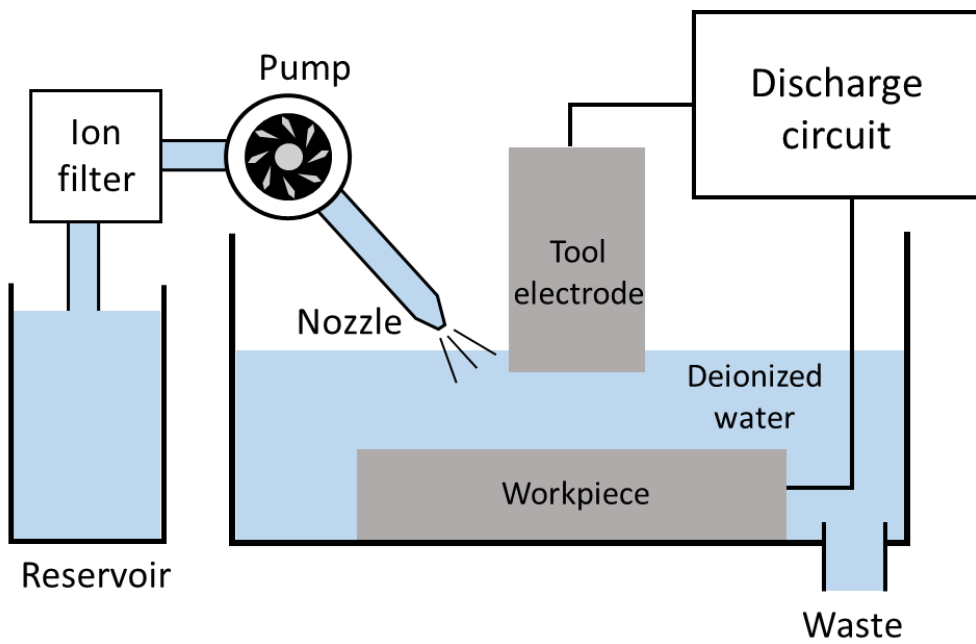 Pump
Ion
filter
Discharge
circuit
Tool
electrode
Nozzle
Deionized
water
Workpiece
Reservoir
Waste